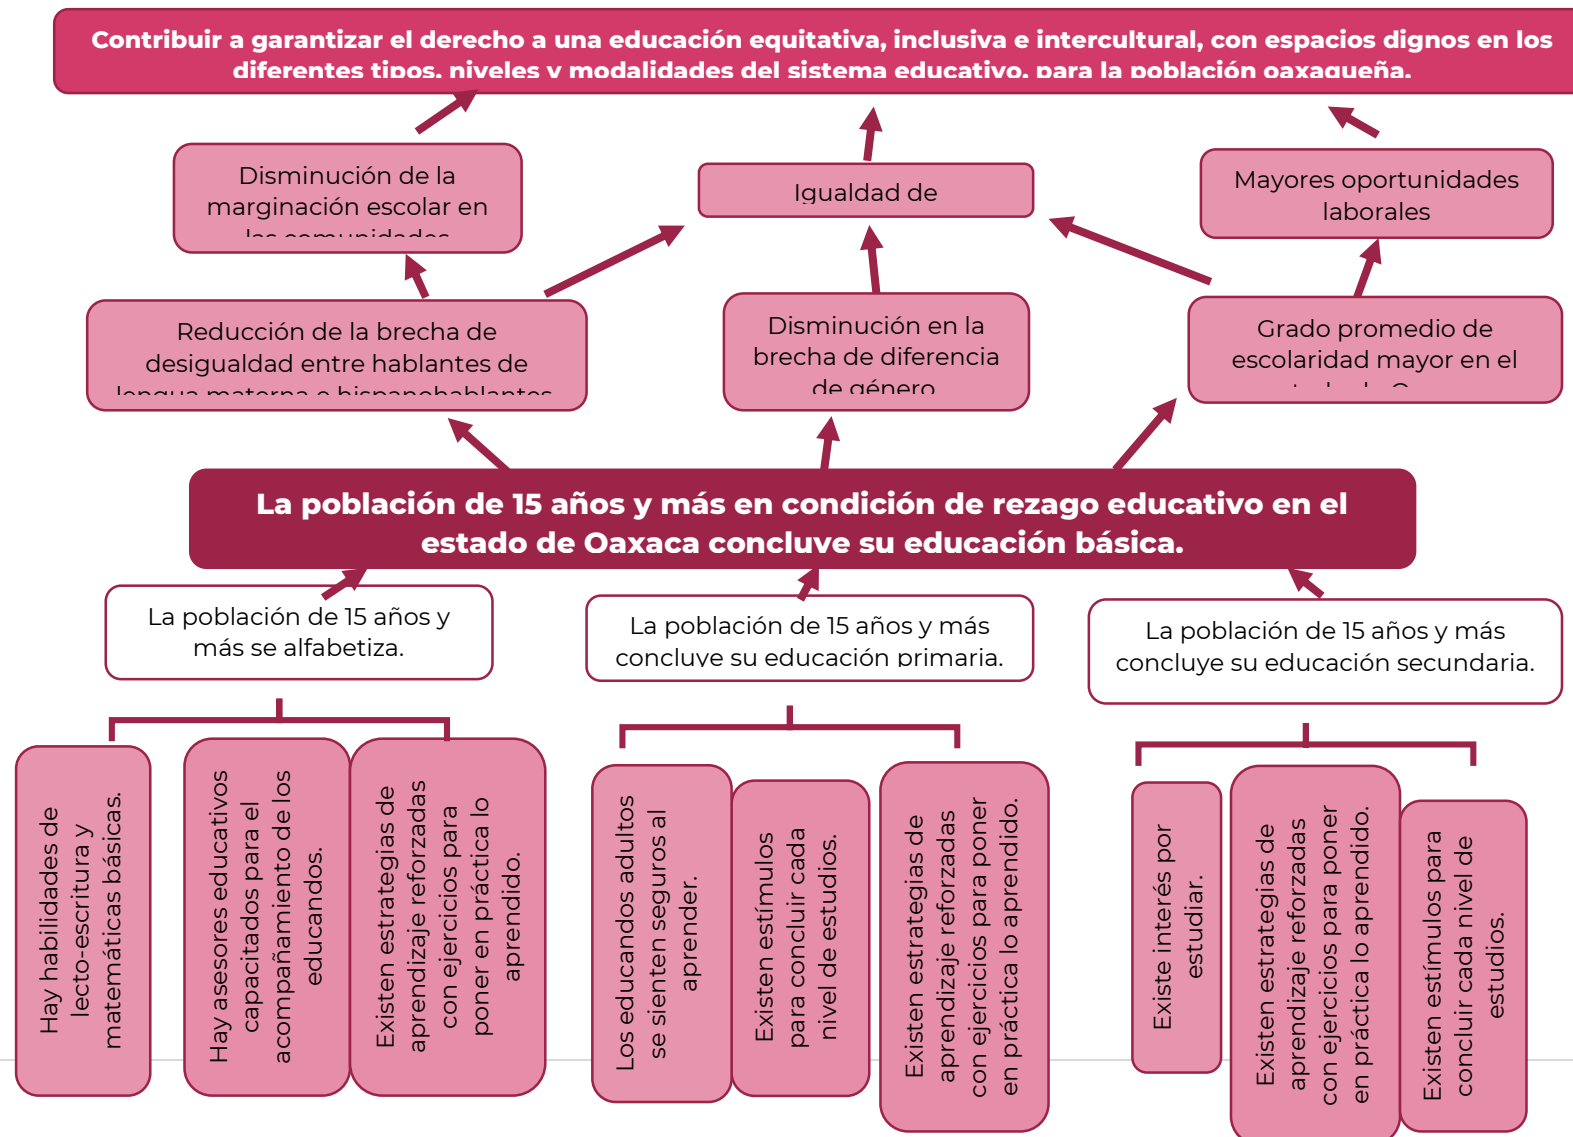 Contribuir a garantizar el derecho a una educación equitativa, inclusiva e intercultural, con espacios dignos en los
diferentes tipos, niveles y modalidades del sistema educativo, para la población oaxaqueña.
Disminución de la
marginación escolar en
las comunidades
Igualdad de
Mayores oportunidades
laborales
Reducción de la brecha de
desigualdad entre hablantes de
lengua materna e hispanohablantes
Disminución en la
brecha de diferencia
de género
Grado promedio de
escolaridad mayor en el
La población de 15 años y más en condición de rezago educativo en el
estado de Oaxaca concluye su educación básica.
La población de 15 años y
más se alfabetiza.
La población de 15 años y más
concluye su educación primaria.
La población de 15 años y más
concluye su educación secundaria.
Hay habilidades de
lecto-escritura y
matemáticas básicas.
Hay asesores educativos
capacitados para el
acompañamiento de los
educandos.
Existen estrategias de
aprendizaje reforzadas
con ejercicios para
poner en práctica lo
aprendido.
Los educandos adultos
se sienten seguros al
aprender.
Existen estímulos
para concluir cada
nivel de estudios.
Existen estrategias de
aprendizaje reforzadas
con ejercicios para poner
en práctica lo aprendido.
Existe interés por
estudiar.
Existen estrategias de
aprendizaje reforzadas
con ejercicios para poner
en práctica lo aprendido.
Existen estímulos para
concluir cada nivel de
estudios.